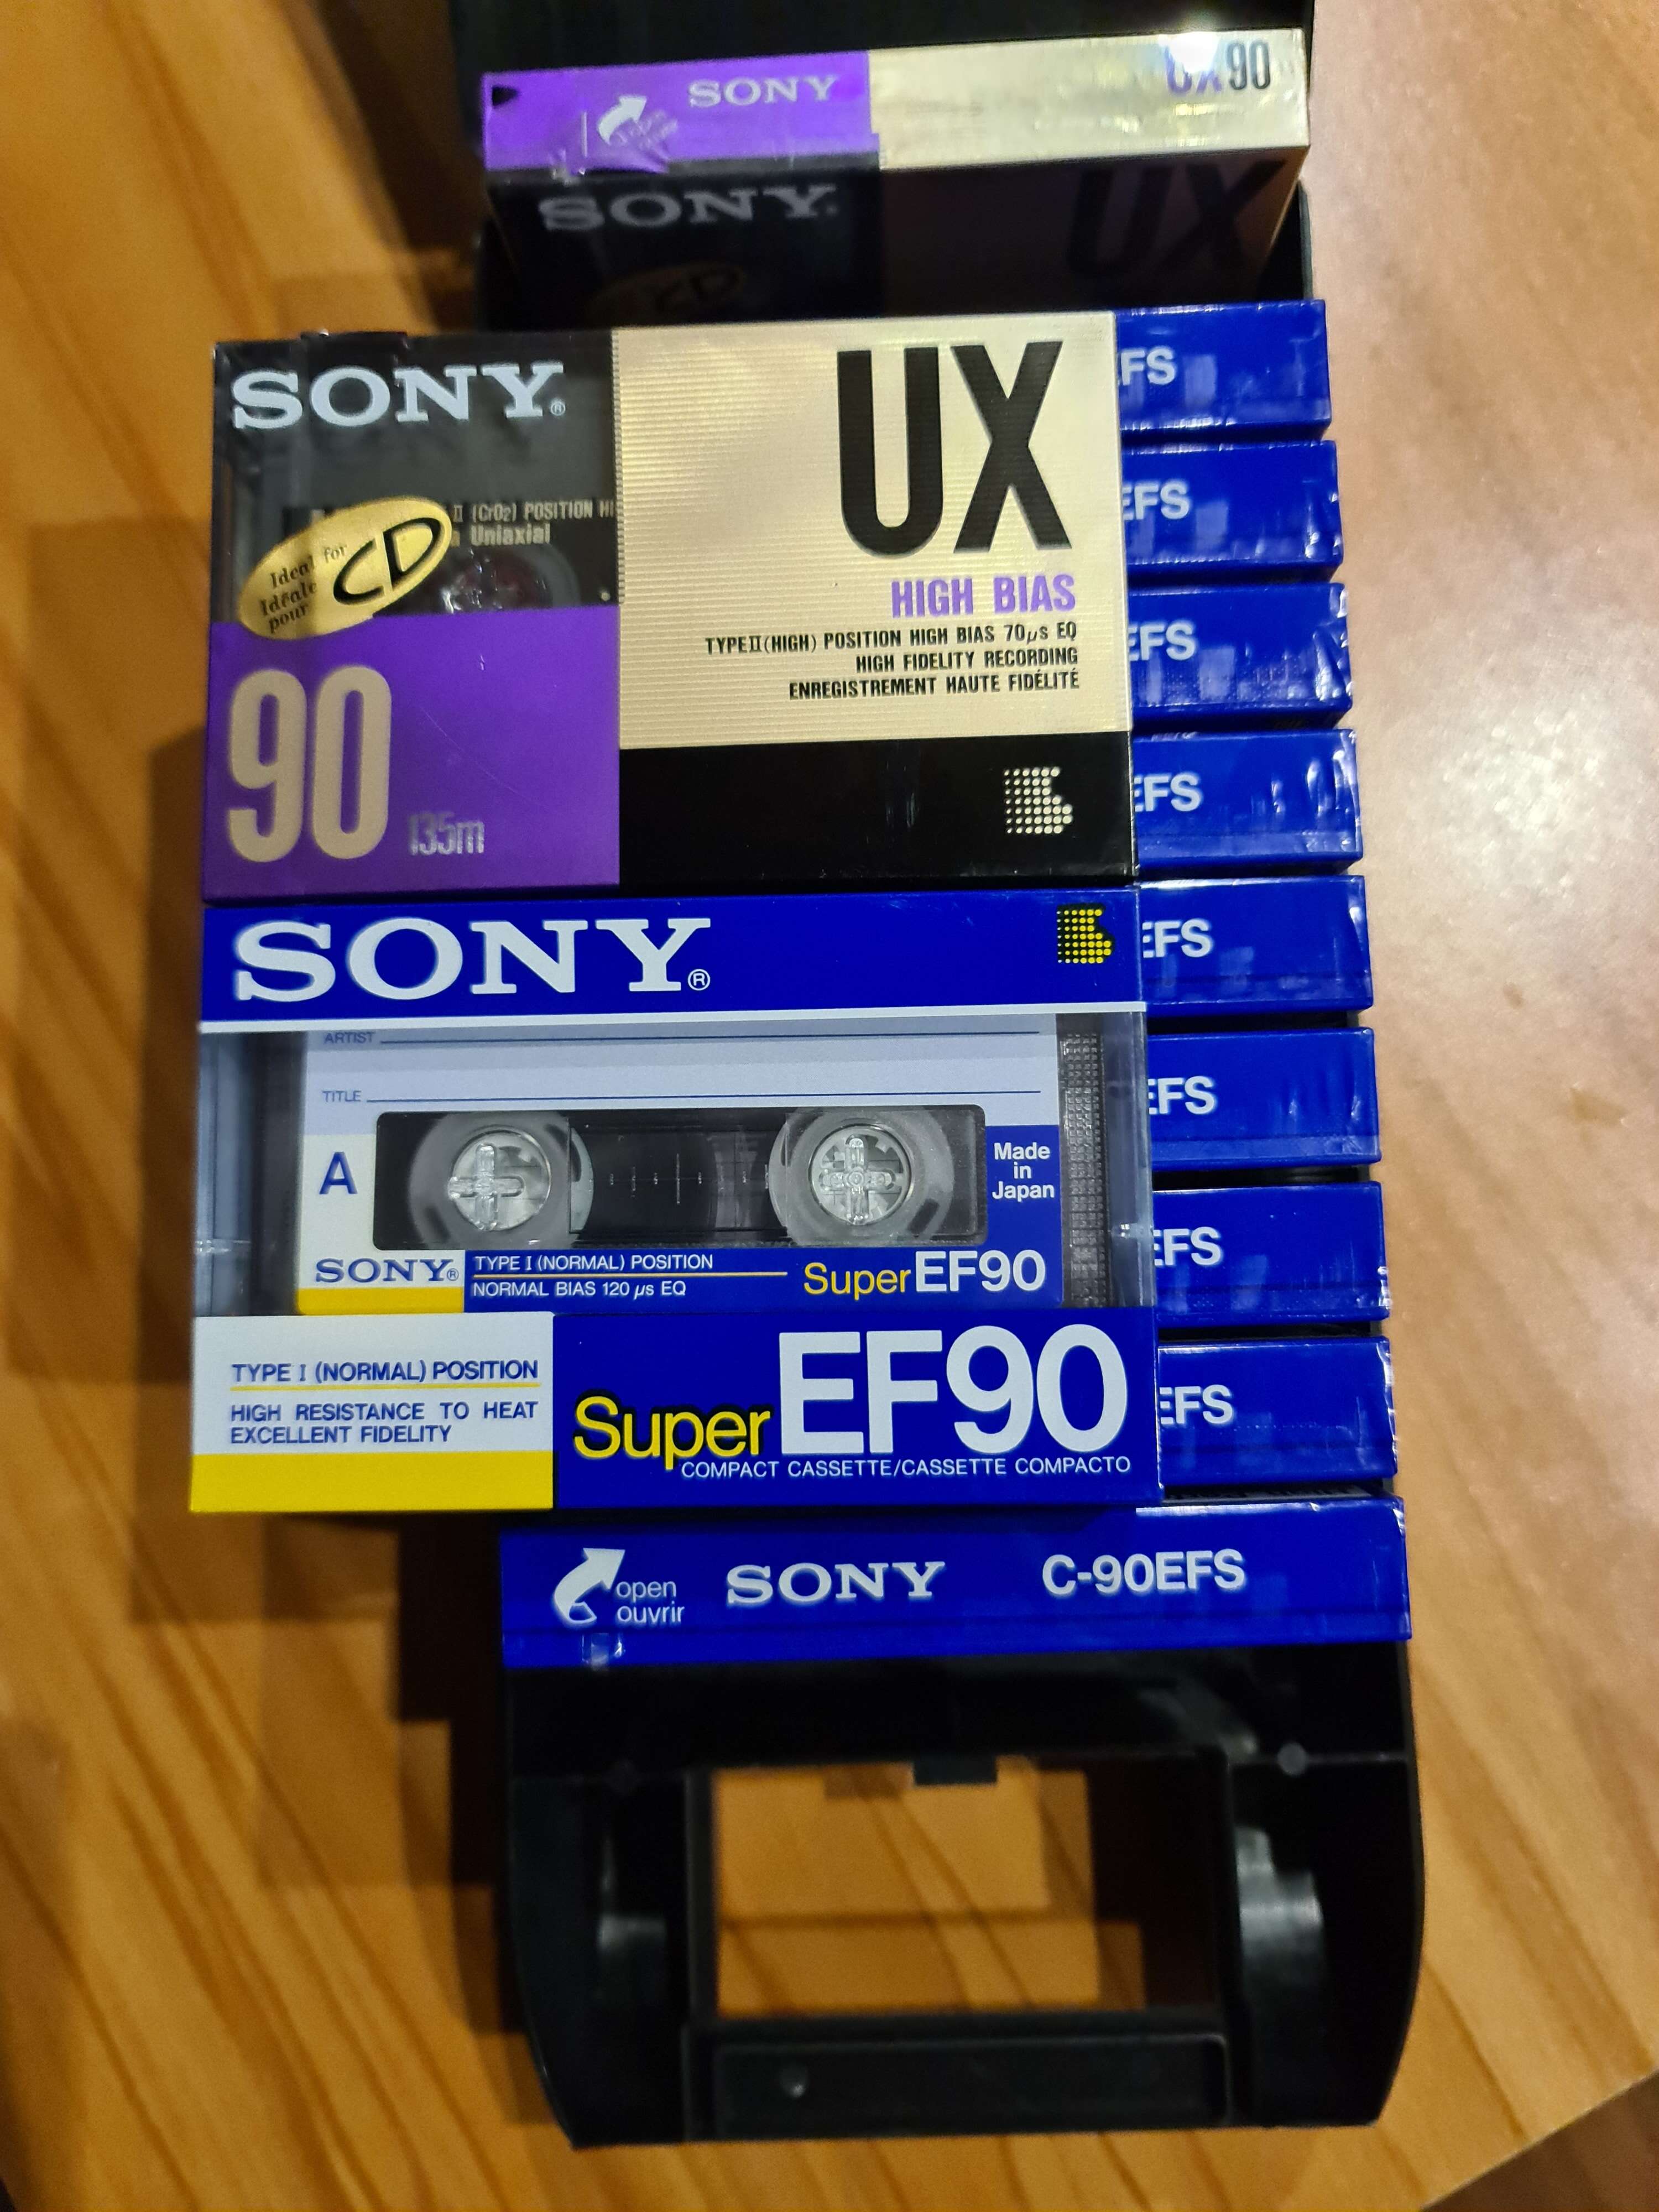 SONY UX90
SONY. UX
CD
SONY® UX
II (CrO2) POSITION HI
Uniaxial
Ideal for
Idéale pour
CD
HIGH BIAS
TYPE II (HIGH) POSITION HIGH BIAS 70µs EQ
HIGH FIDELITY RECORDING
ENREGISTREMENT HAUTE FIDÉLITÉ
90 135m
EFS
EFS
EFS
EFS
EFS
EFS
EFS
EFS
SONY®
ARTIST
TITLE
A
Made
in
Japan
SONY®
TYPE I (NORMAL) POSITION
NORMAL BIAS 120 µs EQ
Super EF90
TYPE I (NORMAL) POSITION
HIGH RESISTANCE TO HEAT
EXCELLENT FIDELITY
Super EF90
COMPACT CASSETTE/CASSETTE COMPACTO
open
ouvrir
SONY C-90EFS